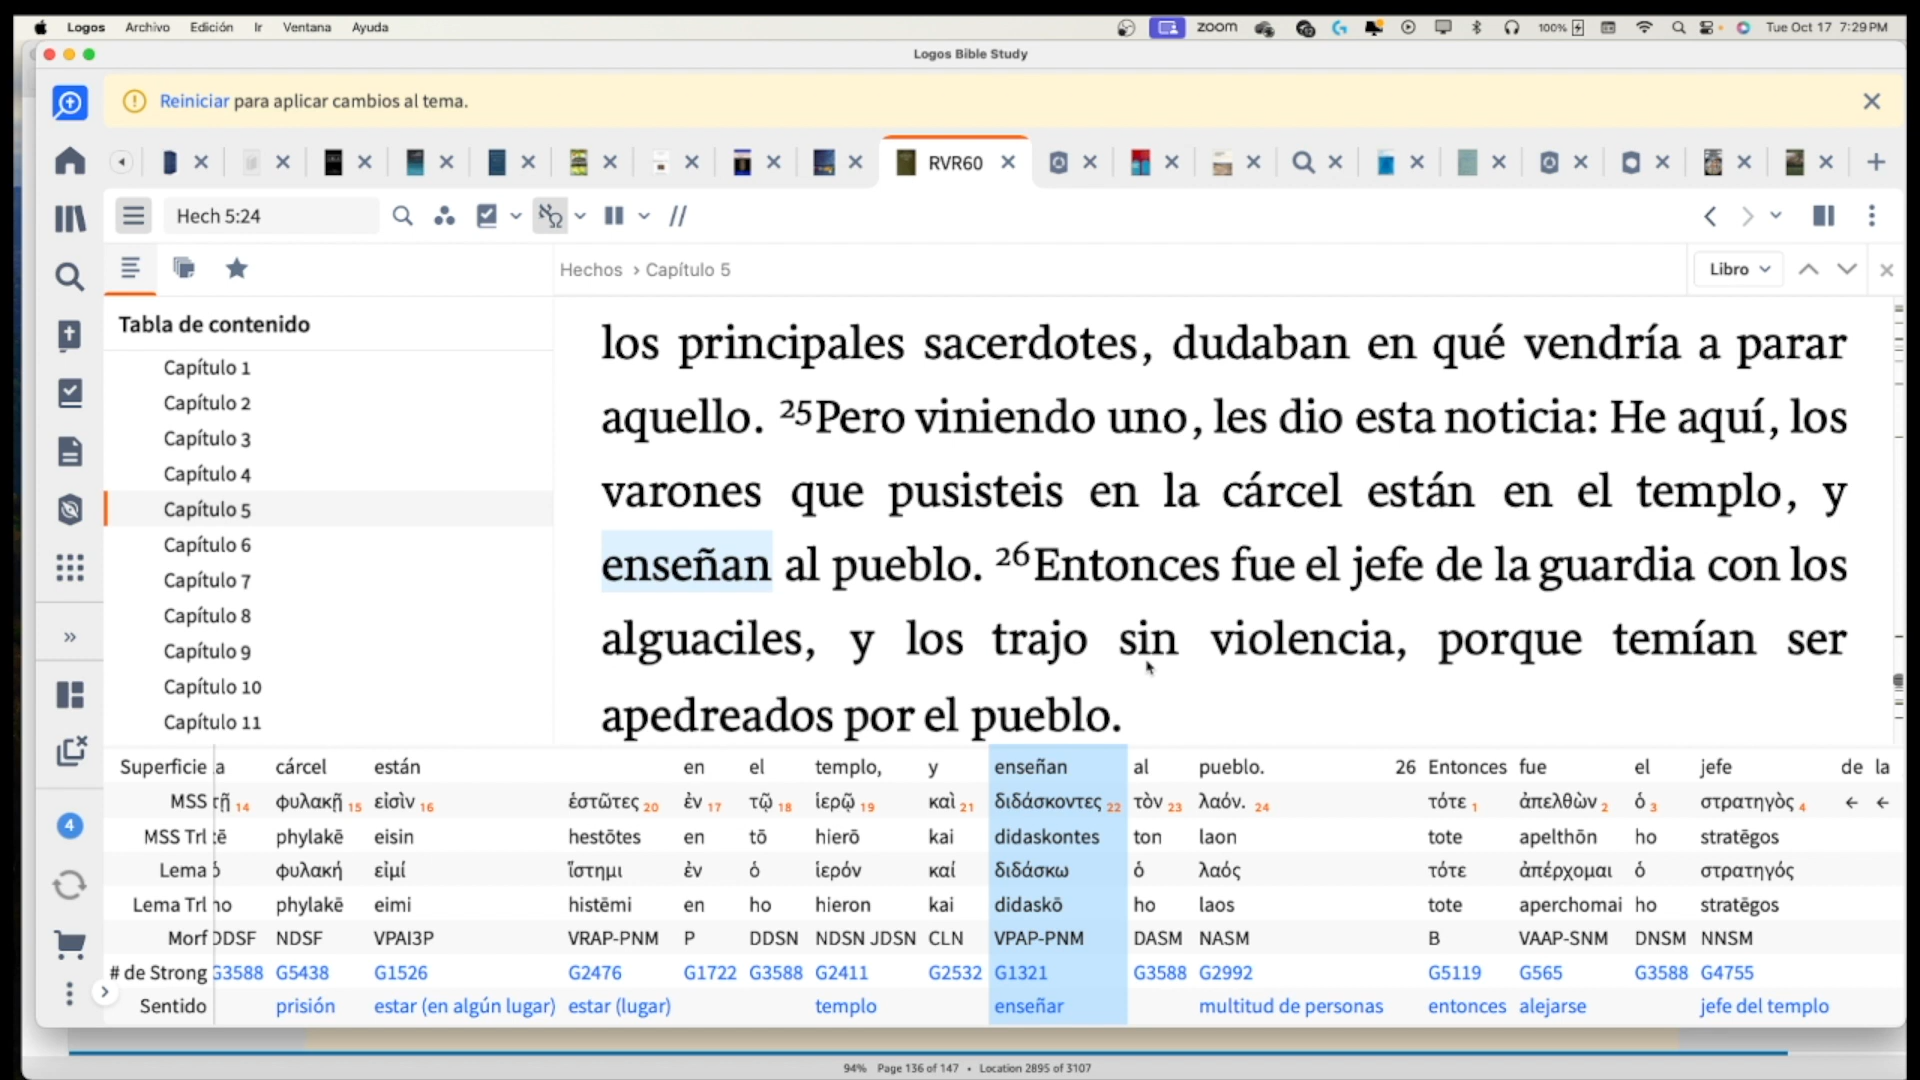 Logos Archivo Edición Ir Ventana Ayuda zoom 100% Tue Oct 17 7:29 PM
Logos Bible Study
Reiniciar para aplicar cambios al tema.
RVR60
Hech 5:24
Hechos › Capítulo 5 Libro
Tabla de contenido
Capítulo 1
Capítulo 2
Capítulo 3
Capítulo 4
Capítulo 5
Capítulo 6
Capítulo 7
Capítulo 8
Capítulo 9
Capítulo 10
Capítulo 11
los principales sacerdotes, dudaban en qué vendría a parar
aquello. 25Pero viniendo uno, les dio esta noticia: He aquí, los
varones que pusisteis en la cárcel están en el templo, y
enseñan al pueblo. 26Entonces fue el jefe de la guardia con los
alguaciles, y los trajo sin violencia, porque temían ser
apedreados por el pueblo.
Superficie a cárcel están en el templo, y enseñan al pueblo. 26 Entonces fue el jefe de la
MSS τῇ 14 φυλακῇ 15 εἰσὶν 16 ἑστῶτες 20 ἐν 17 τῷ 18 ἱερῷ 19 καὶ 21 διδάσκοντες 22 τὸν 23 λαόν. 24 τότε 1 ἀπελθὼν 2 ὁ 3 στρατηγὸς 4 ← ←
MSS Trl tē phylakē eisin hestōtes en tō hierō kai didaskontes ton laon tote apelthōn ho stratēgos
Lema ὁ φυλακή εἰμί ἵστημι ἐν ὁ ἱερόν καί διδάσκω ὁ λαός τότε ἀπέρχομαι ὁ στρατηγός
Lema Trl ho phylakē eimi histēmi en ho hieron kai didaskō ho laos tote aperchomai ho stratēgos
Morf DDSF NDSF VPAI3P VRAP-PNM P DDSN NDSN JDSN CLN VPAP-PNM DASM NASM B VAAP-SNM DNSM NNSM
# de Strong G3588 G5438 G1526 G2476 G1722 G3588 G2411 G2532 G1321 G3588 G2992 G5119 G565 G3588 G4755
Sentido prisión estar (en algún lugar) estar (lugar) templo enseñar multitud de personas entonces alejarse jefe del templo
4
94% Page 136 of 147 • Location 2895 of 3107